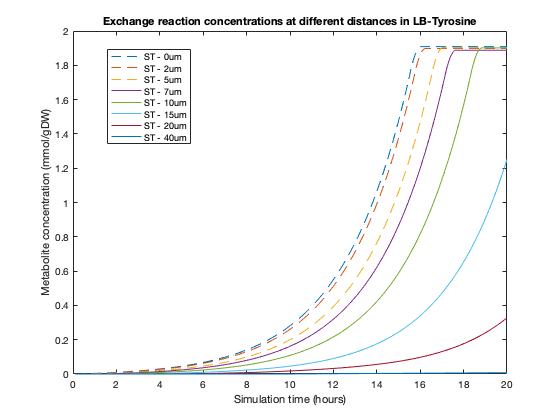 Exchange reaction concentrations at different distances in LB-Tyrosine
Metabolite concentration (mmol/gDW)
2
1.8
1.6
1.4
1.2
1
0.8
0.6
0.4
0.2
0
ST - 0um
ST - 2um
ST - 5um
ST - 7um
ST - 10um
ST - 15um
ST - 20um
ST - 40um
0 2 4 6 8 10 12 14 16 18 20
Simulation time (hours)